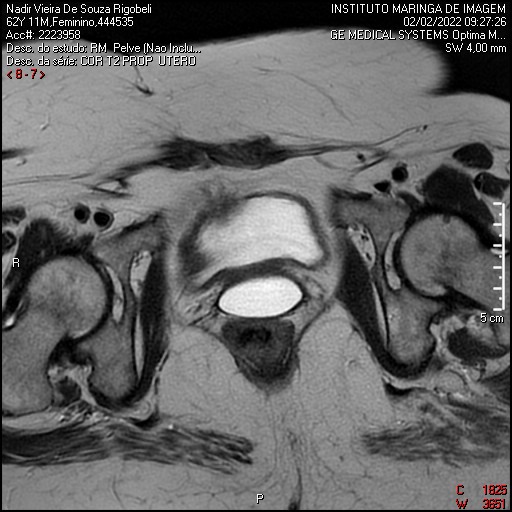 Nadir Vieira De Souza Rigobeli
INSTITUTO MARINGA DE IMAGEM
62Y 11M,Feminino,444535
02/02/2022 09:27:26
Acc#: 2223958
GE MEDICAL SYSTEMS Optima M...
Desc. do estudo: RM Pelve (Nao Inclu...
SW 4,00 mm
Desc. da série: COR T2 PROP UTERO
<8-7>
R
5 cm
P
C 1825
W 3651